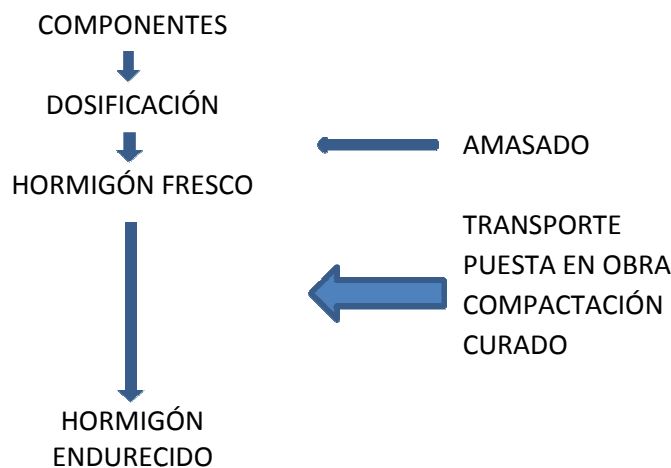 COMPONENTES
DOSIFICACIÓN
AMASADO
HORMIGÓN FRESCO
TRANSPORTE
PUESTA EN OBRA
COMPACTACIÓN
CURADO
HORMIGÓN
ENDURECIDO